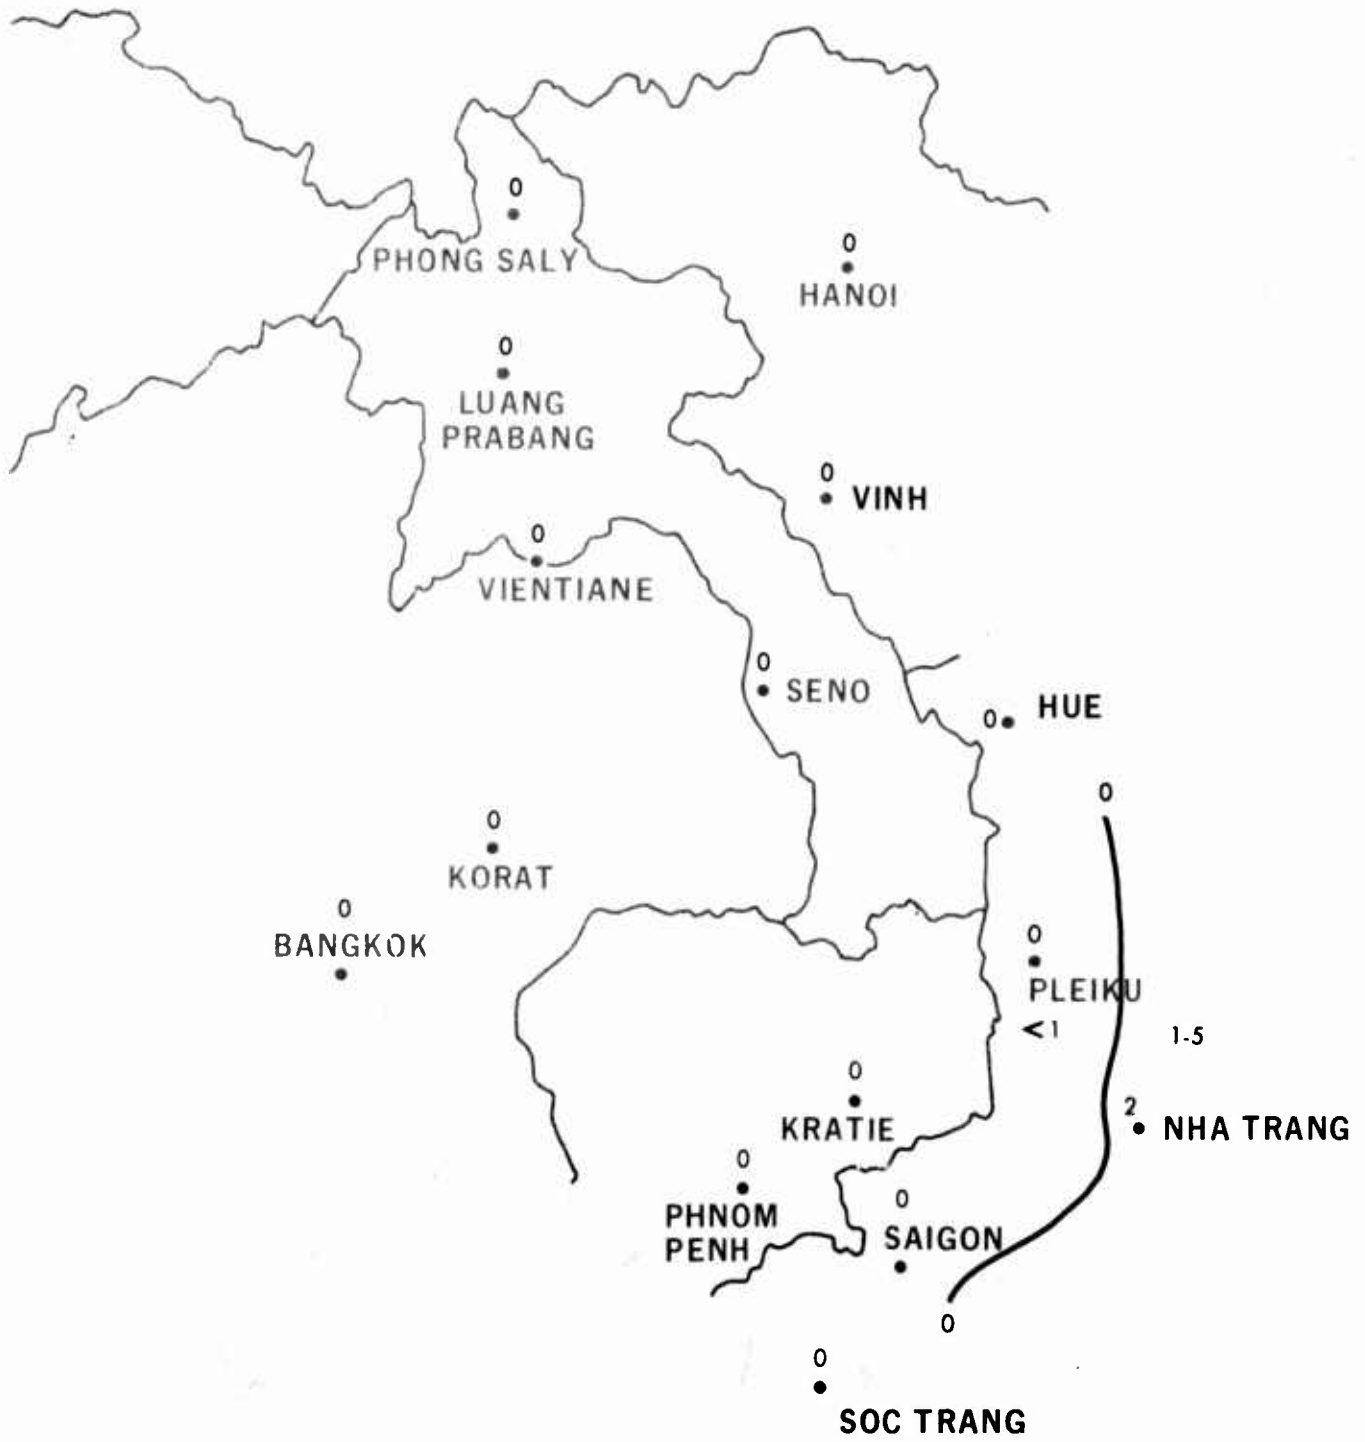 0
PHONG SALY
0
HANOI
0
LUANG
PRABANG
0
VINH
0
VIENTIANE
0
SENO
0
HUE
0
0
KORAT
0
BANGKOK
0
PLEIKU
<1
1-5
0
KRATIE
2
NHA TRANG
0
PHNOM
PENH
0
SAIGON
0
0
SOC TRANG